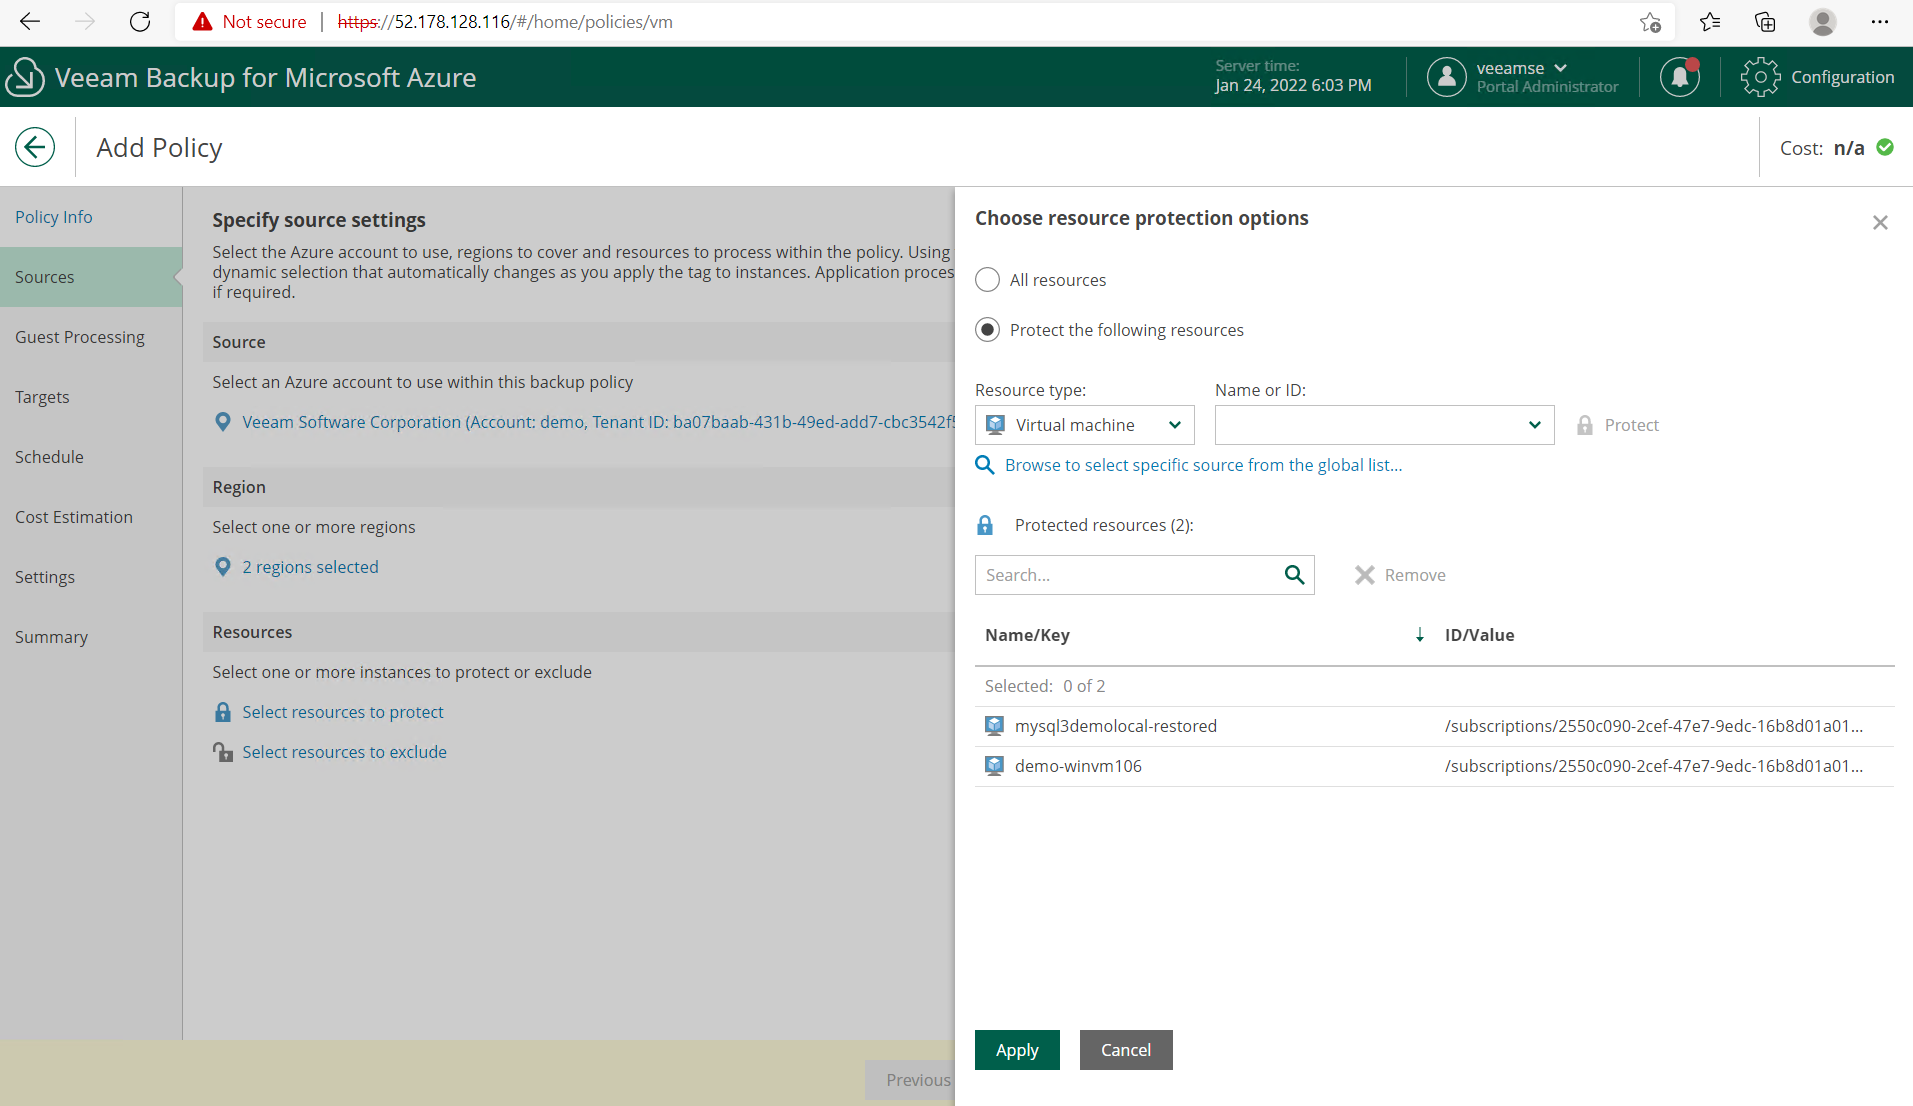 Not secure
https://52.178.128.116/#/home/policies/vm
Veeam Backup for Microsoft Azure
Server time:
Jan 24, 2022 6:03 PM
veeamse
Portal Administrator
Configuration
Add Policy
Cost: n/a
Policy Info
Sources
Guest Processing
Targets
Schedule
Cost Estimation
Settings
Summary
Specify source settings
Select the Azure account to use, regions to cover and resources to process within the policy. Using
dynamic selection that automatically changes as you apply the tag to instances. Application proces
if required.
Source
Select an Azure account to use within this backup policy
Veeam Software Corporation (Account: demo, Tenant ID: ba07baab-431b-49ed-add7-cbc3542f5
Region
Select one or more regions
2 regions selected
Resources
Select one or more instances to protect or exclude
Select resources to protect
Select resources to exclude
Previous
Choose resource protection options
All resources
Protect the following resources
Resource type:
Name or ID:
Virtual machine
Protect
Browse to select specific source from the global list...
Protected resources (2):
Search...
Remove
Name/Key
ID/Value
Selected: 0 of 2
mysql3demolocal-restored
/subscriptions/2550c090-2cef-47e7-9edc-16b8d01a01...
demo-winvm106
/subscriptions/2550c090-2cef-47e7-9edc-16b8d01a01...
Apply
Cancel